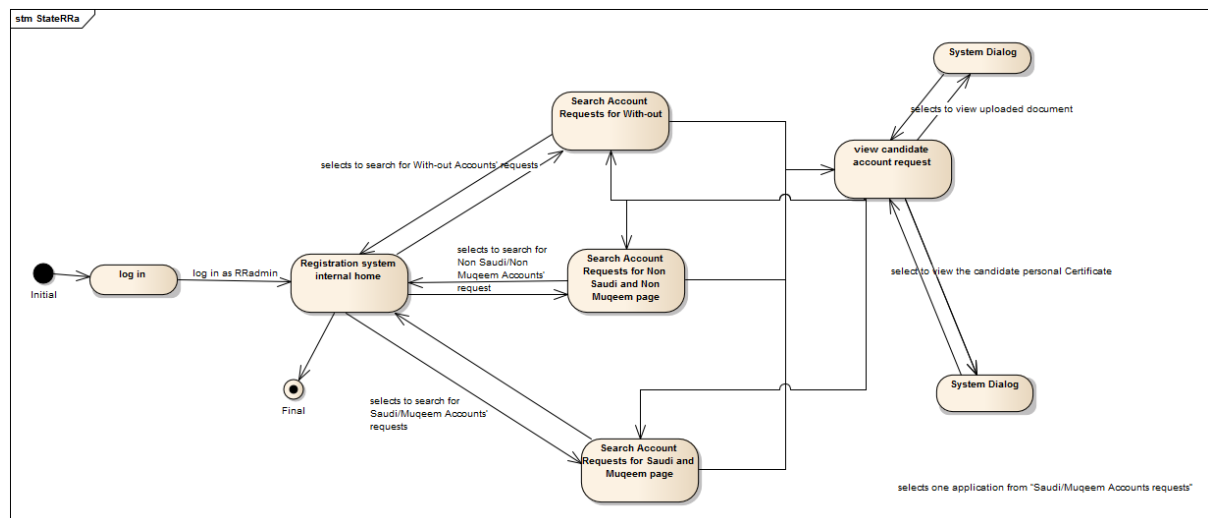 stm StateRRa
System Dialog
Search Account
Requests for With-out
selects to view uploaded document
view candidate
account request
selects to search for With-out Accounts' requests
Registration system
internal home
selects to search for
Non Saudi/Non
Muqeem Accounts'
request
Search Account
Requests for Non
Saudi and Non
Muqeem page
log in
log in as RRadmin
Initial
select to view the candidate personal Certificate
System Dialog
Final
selects to search for
Saudi/Muqeem Accounts'
requests
Search Account
Requests for Saudi and
Muqeem page
selects one application from "Saudi/Muqeem Accounts requests"